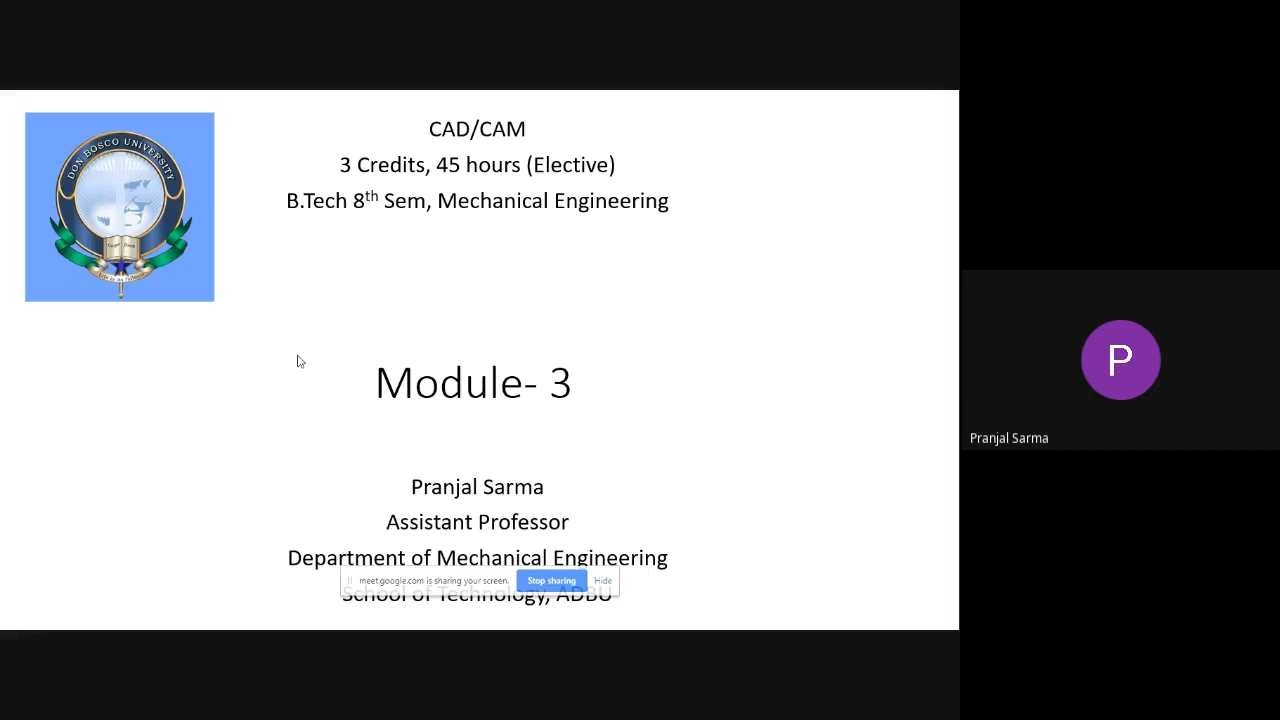 DON BOSCO UNIVERSITY
CAD/CAM
3 Credits, 45 hours (Elective)
B.Tech 8th Sem, Mechanical Engineering
Module- 3
Pranjal Sarma
Assistant Professor
Department of Mechanical Engineering
meet.google.com is sharing your screen.
Stop sharing
Hide
School of Technology, ADBU
P
Pranjal Sarma